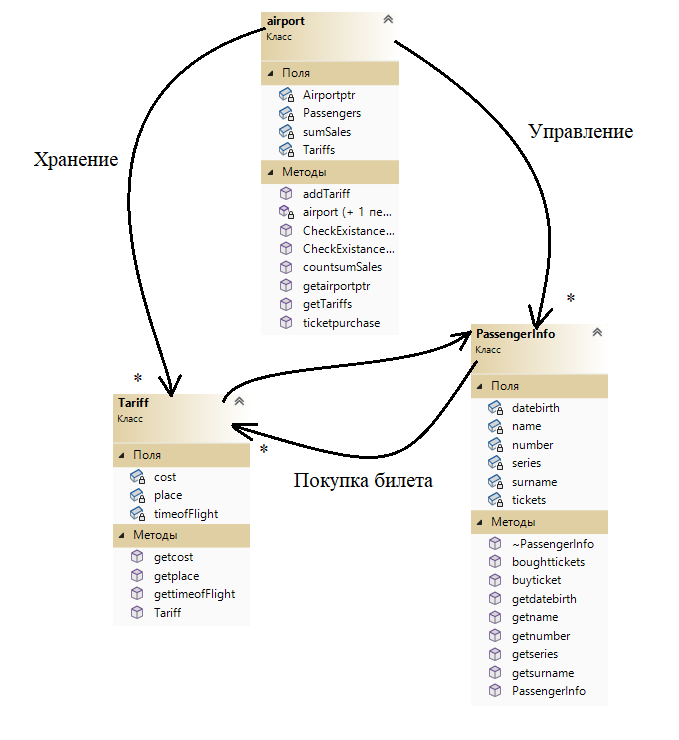 airport
Класс
Поля
Airportptr
Passengers
sumSales
Tariffs
Методы
addTariff
airport (+ 1 пе...
CheckExistance...
CheckExistance...
countsumSales
getairportptr
getTariffs
ticketpurchase
Хранение
Управление
*
PassengerInfo
Класс
Поля
datebirth
name
number
series
surname
tickets
Методы
~PassengerInfo
boughttickets
buyticket
getdatebirth
getname
getnumber
getseries
getsurname
PassengerInfo
*
Tariff
Класс
Поля
cost
place
timeofFlight
Методы
getcost
getplace
gettimeofFlight
Tariff
*
Покупка билета